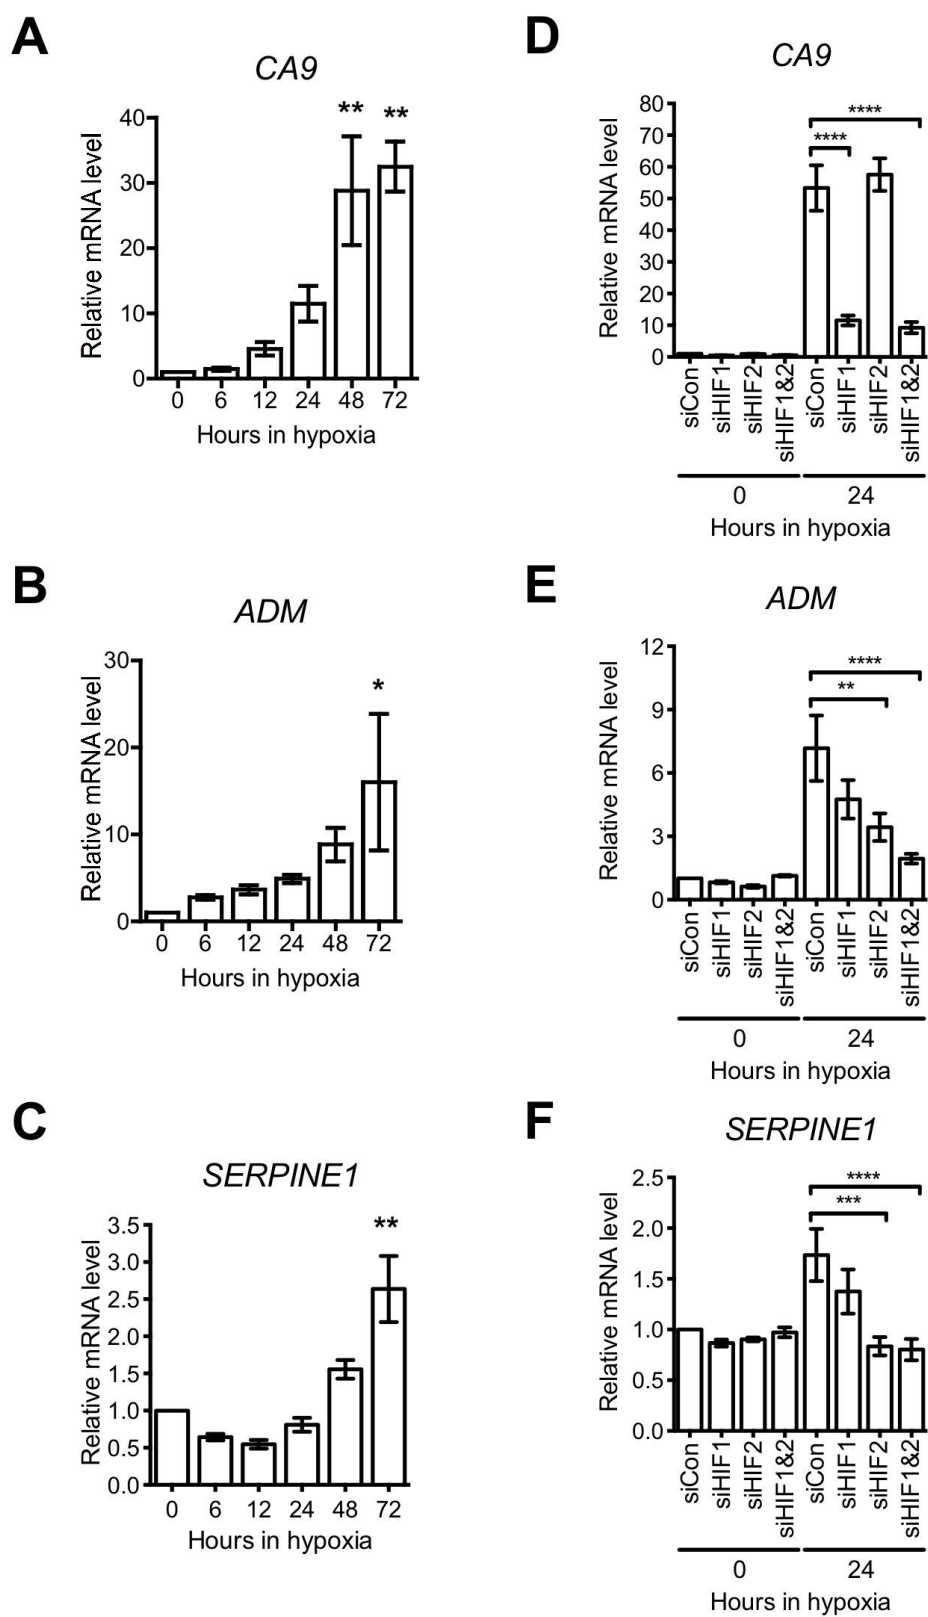 A
CA9
Relative mRNA level
40
30
20
10
0
** **
0 6 12 24 48 72
Hours in hypoxia
B
ADM
Relative mRNA level
30
20
10
0
*
0 6 12 24 48 72
Hours in hypoxia
C
SERPINE1
Relative mRNA level
3.5
3.0
2.5
2.0
1.5
1.0
0.5
0.0
**
0 6 12 24 48 72
Hours in hypoxia
D
CA9
Relative mRNA level
80
70
60
50
40
30
20
10
0
****
****
siCon siHIF1 siHIF2 siHIF1&2 siCon siHIF1 siHIF2 siHIF1&2
0 24
Hours in hypoxia
E
ADM
Relative mRNA level
12
9
6
3
0
****
**
siCon siHIF1 siHIF2 siHIF1&2 siCon siHIF1 siHIF2 siHIF1&2
0 24
Hours in hypoxia
F
SERPINE1
Relative mRNA level
2.5
2.0
1.5
1.0
0.5
0.0
****
***
siCon siHIF1 siHIF2 siHIF1&2 siCon siHIF1 siHIF2 siHIF1&2
0 24
Hours in hypoxia